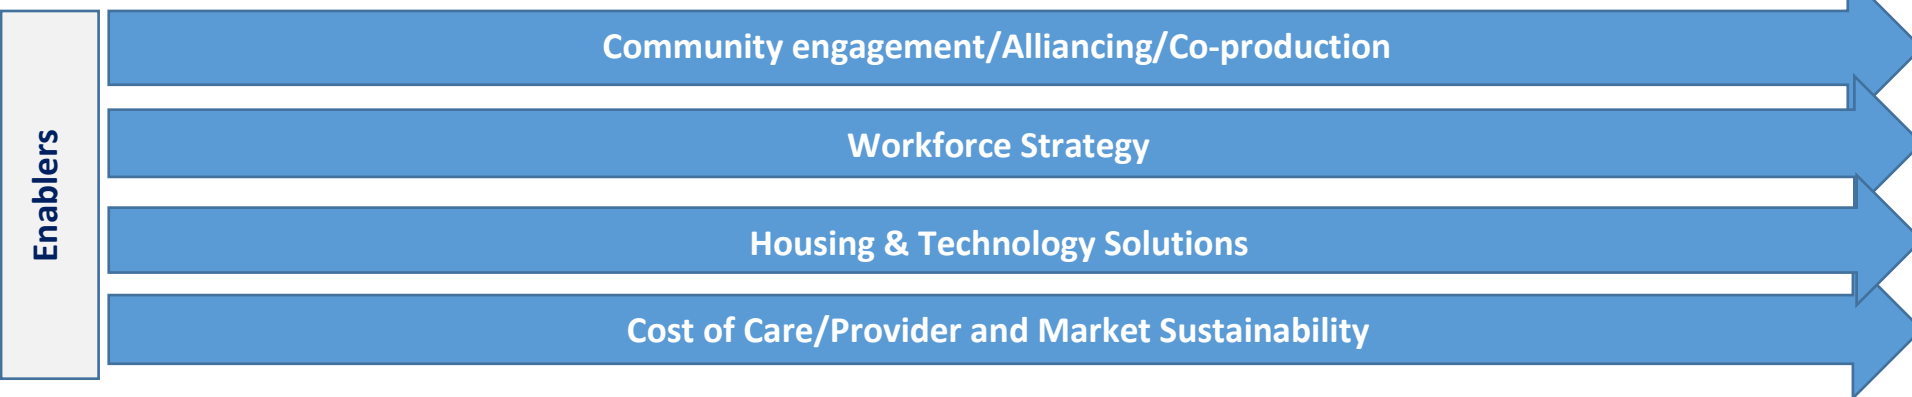 Enablers
Community engagement/Alliancing/Co-production
Workforce Strategy
Housing & Technology Solutions
Cost of Care/Provider and Market Sustainability